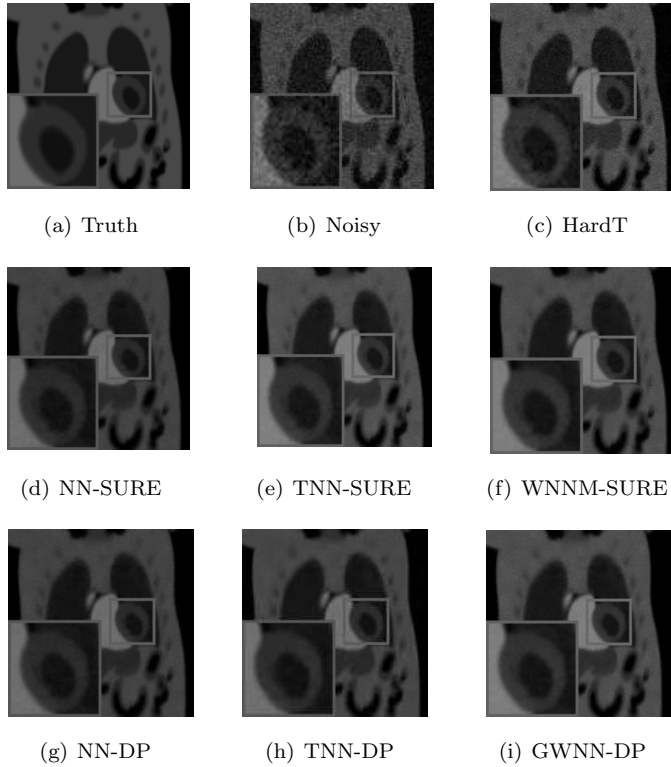 (a) Truth
(b) Noisy
(c) HardT
(d) NN-SURE
(e) TNN-SURE
(f) WNNM-SURE
(g) NN-DP
(h) TNN-DP
(i) GWNN-DP